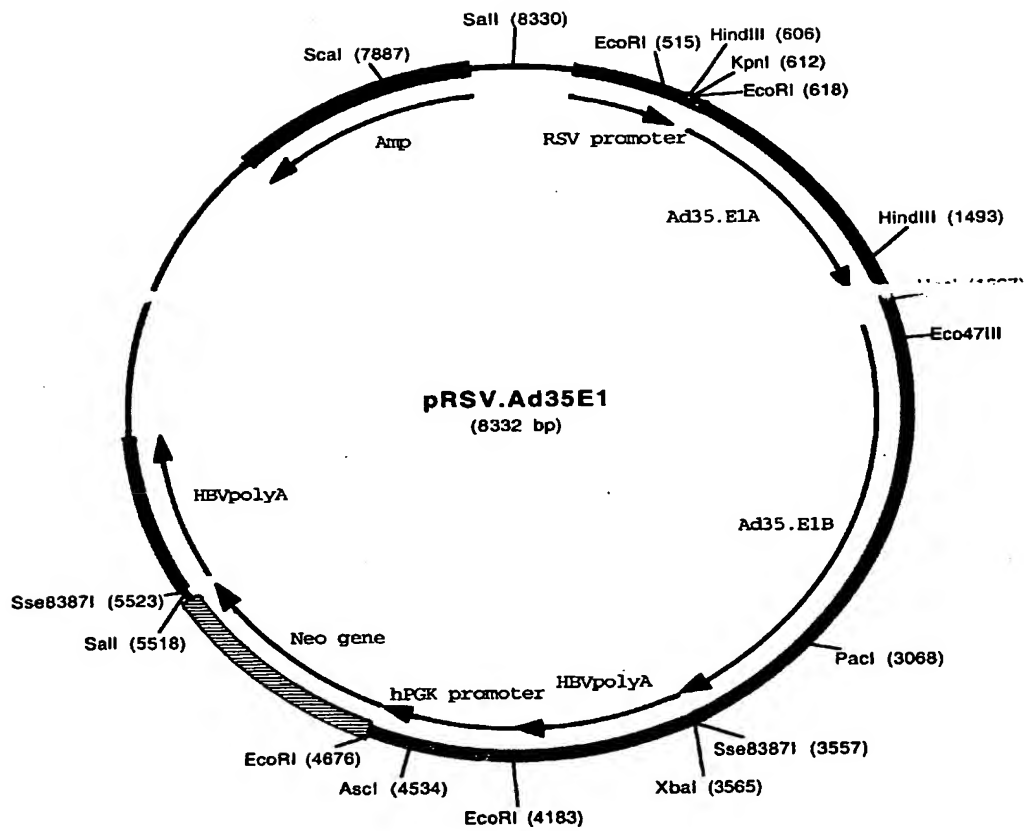 SalI (8330)
ScaI (7887)
EcoRI (515)
HindIII (606)
KpnI (612)
EcoRI (618)
Amp
RSV promoter
Ad35.E1A
HindIII (1493)
Eco47III
pRSV.Ad35E1
(8332 bp)
HBVpolyA
Ad35.E1B
Sse8387I (5523)
SalI (5518)
Neo gene
PacI (3068)
hPGK promoter
HBVpolyA
Sse8387I (3557)
EcoRI (4676)
XbaI (3565)
AscI (4534)
EcoRI (4183)